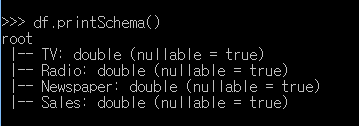 >>> df.printSchema()
root
 |-- TV: double (nullable = true)
 |-- Radio: double (nullable = true)
 |-- Newspaper: double (nullable = true)
 |-- Sales: double (nullable = true)